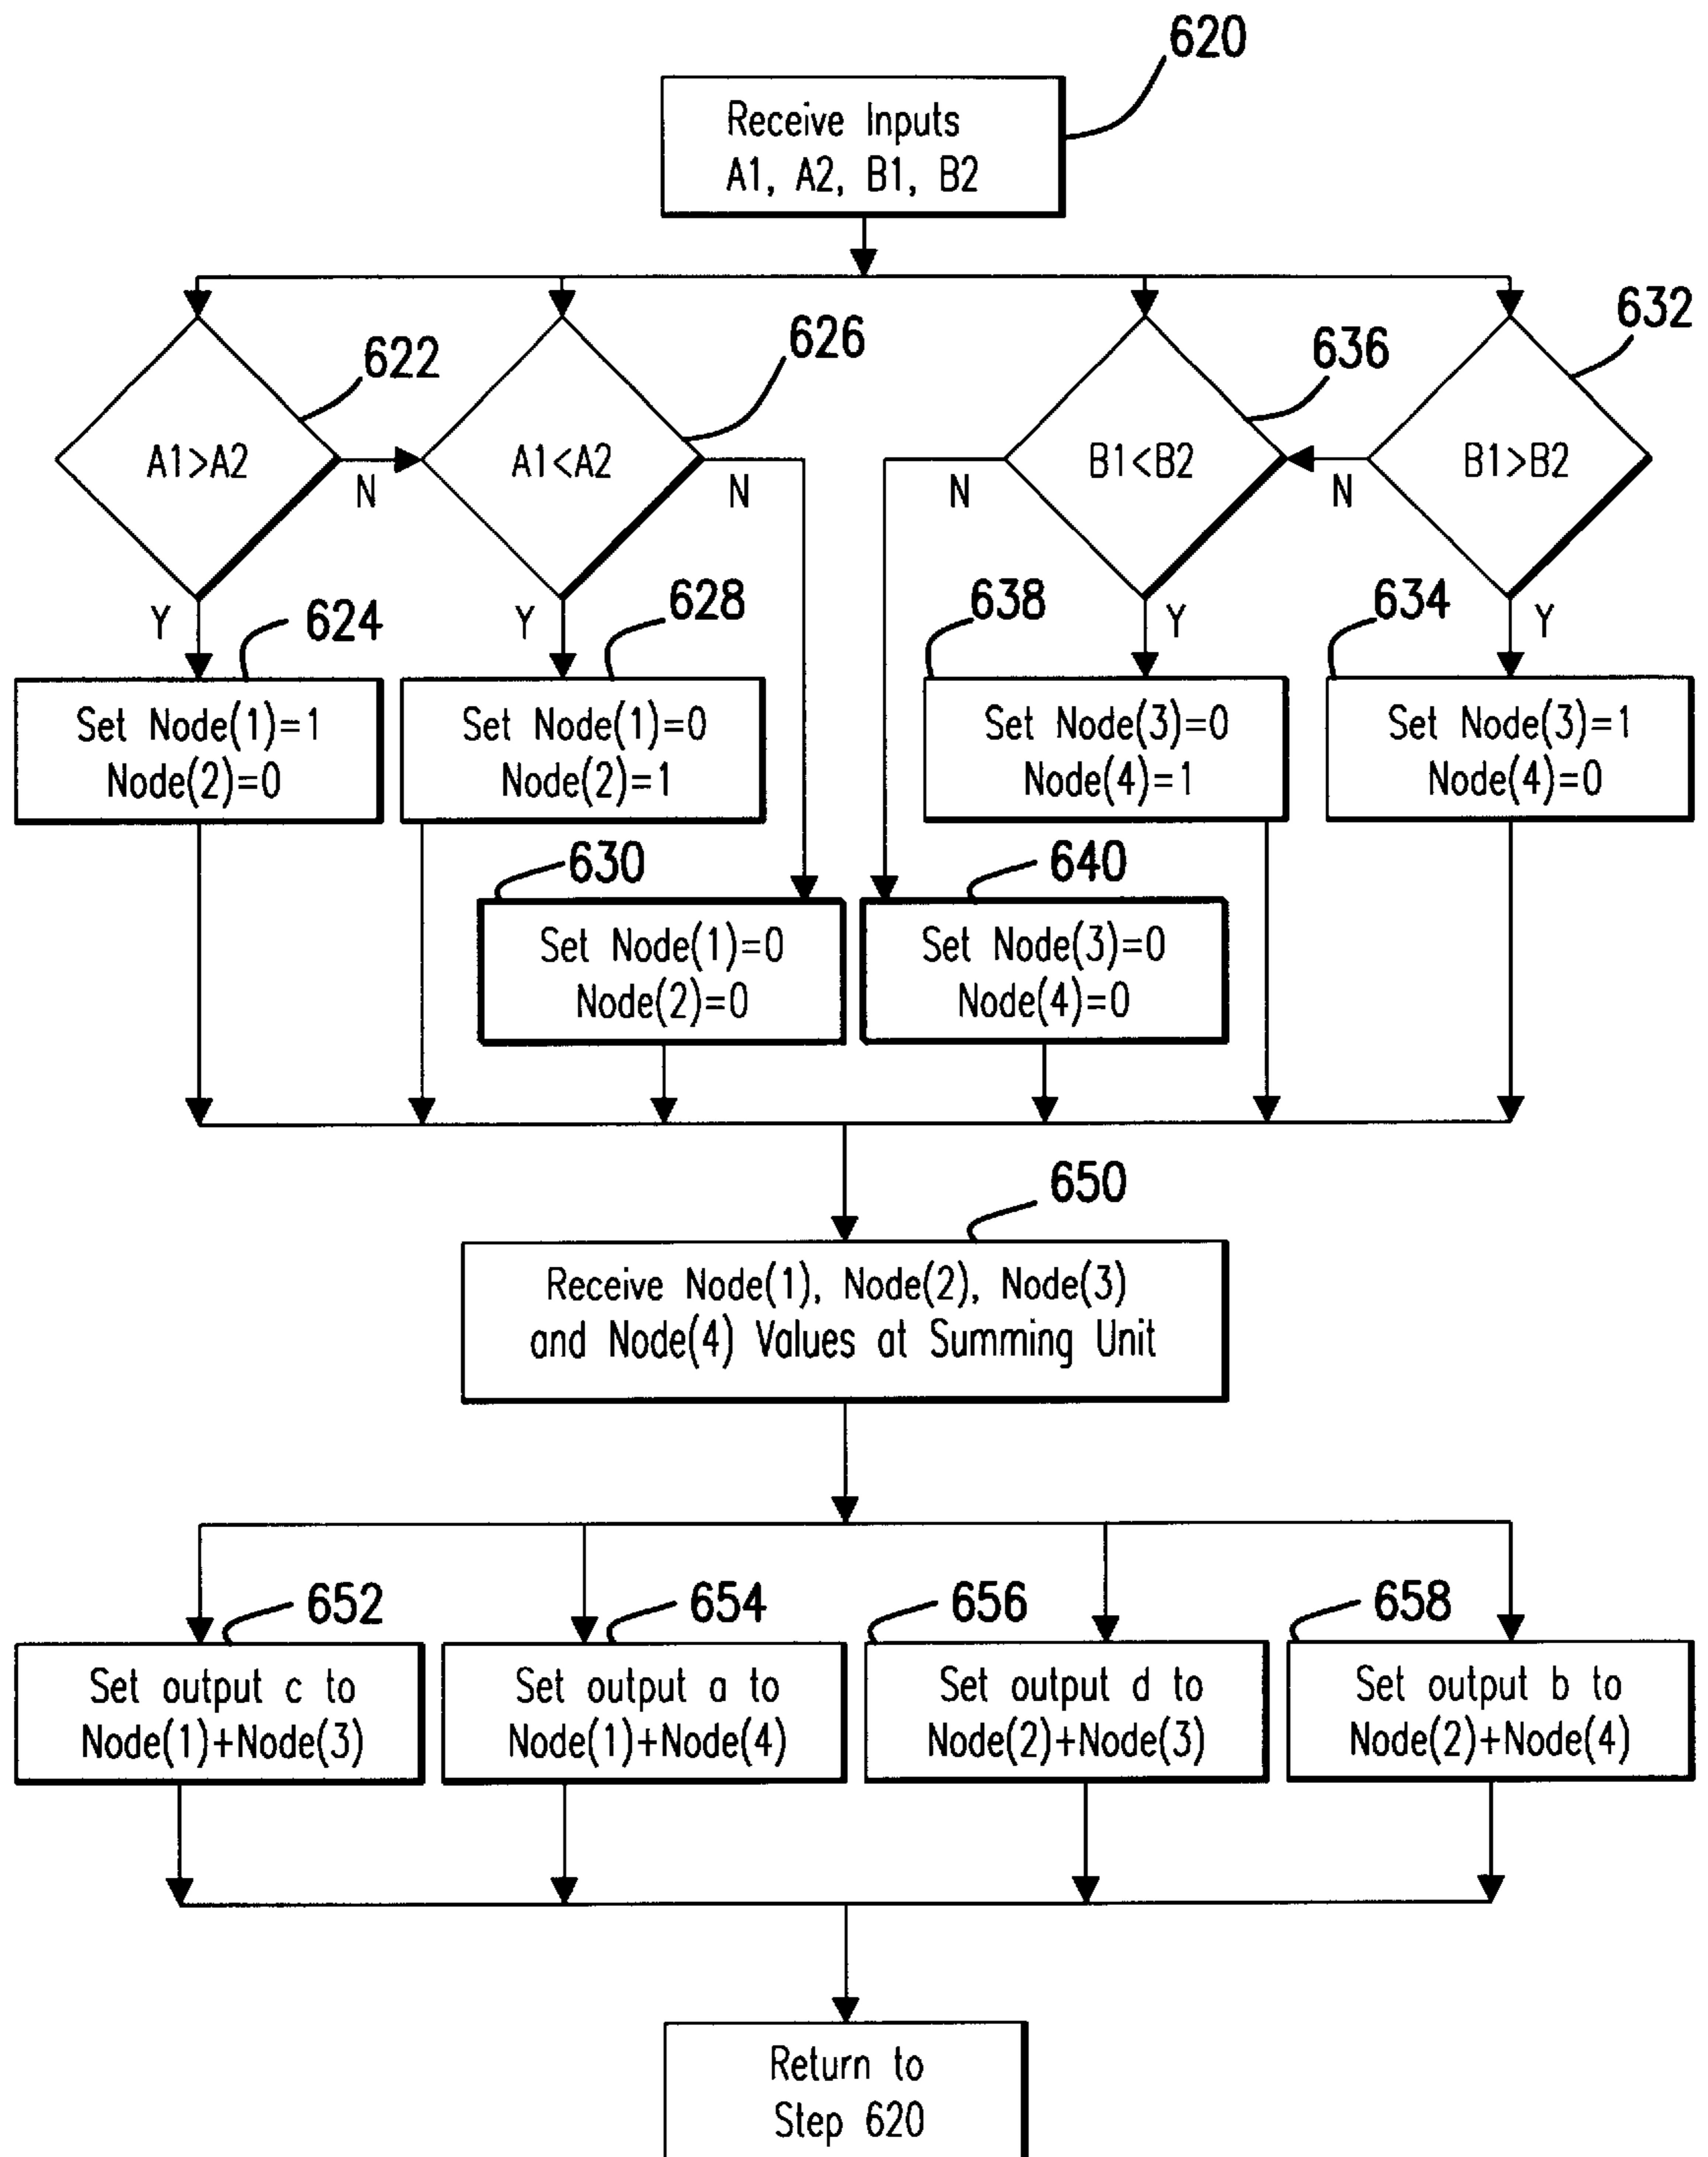 620
Receive Inputs
A1, A2, B1, B2
632
626
636
622
A1>A2
A1<A2
B1<B2
B1>B2
N
N
N
N
Y
624
Y
628
638
Y
634
Y
Set Node(1)=1
Node(2)=0
Set Node(1)=0
Node(2)=1
Set Node(3)=0
Node(4)=1
Set Node(3)=1
Node(4)=0
630
640
Set Node(1)=0
Node(2)=0
Set Node(3)=0
Node(4)=0
650
Receive Node(1), Node(2), Node(3)
and Node(4) Values at Summing Unit
652
654
656
658
Set output c to
Node(1)+Node(3)
Set output a to
Node(1)+Node(4)
Set output d to
Node(2)+Node(3)
Set output b to
Node(2)+Node(4)
Return to
Step 620